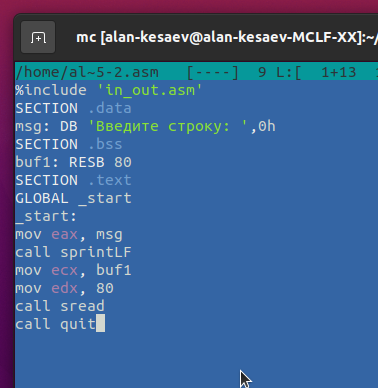 mc [alan-kesaev@alan-kesaev-MCLF-XX]:~/
/home/al~5-2.asm [----] 9 L:[ 1+13
%include 'in_out.asm'
SECTION .data
msg: DB 'Введите строку: ',0h
SECTION .bss
buf1: RESB 80
SECTION .text
GLOBAL _start
_start:
mov eax, msg
call sprintLF
mov ecx, buf1
mov edx, 80
call sread
call quit